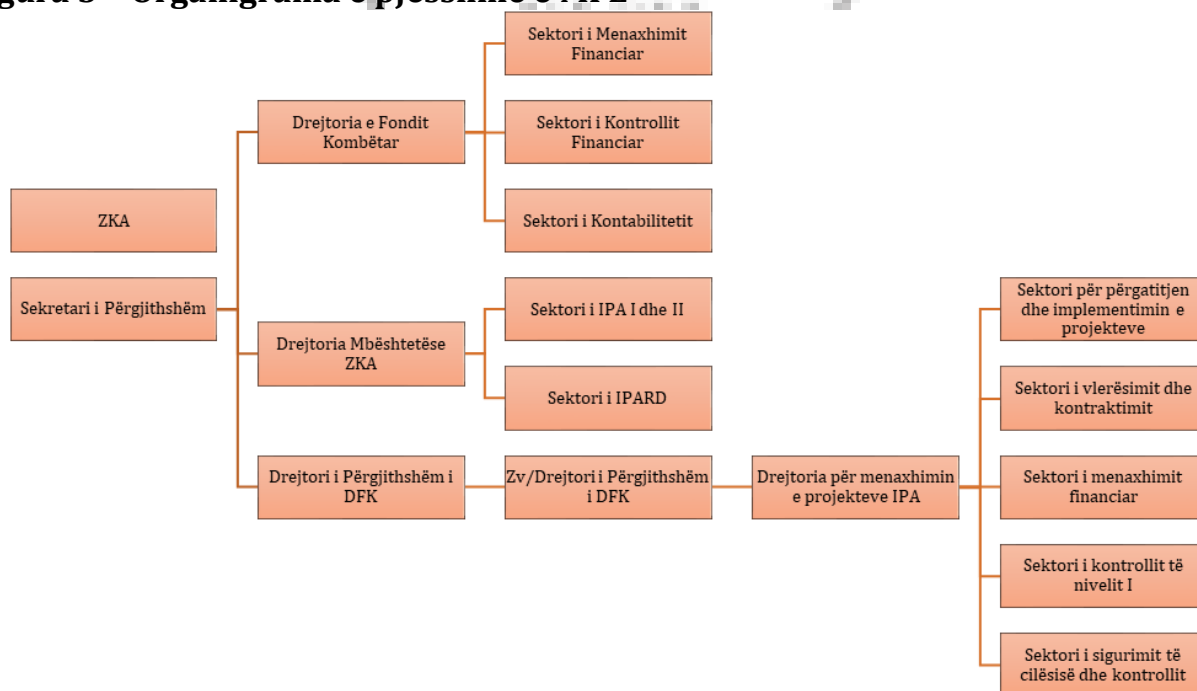 Sektori i Menaxhimit
Financiar
Drejtoria e Fondit
Kombëtar
Sektori i Kontrollit
Financiar
ZKA
Sektori i Kontabilitetit
Sekretari i Përgjithshëm
Sektori i IPA I dhe II
Drejtoria Mbështetëse
ZKA
Sektori i IPARD
Drejtori i Përgjithshëm i
DFK
Zv/Drejtori i Përgjithshëm
i DFK
Drejtoria për menaxhimin
e projekteve IPA
Sektori për përgatitjen
dhe implementimin e
projekteve
Sektori i vlerësimit dhe
kontraktimit
Sektori i menaxhimit
financiar
Sektori i kontrollit të
nivelit I
Sektori i sigurimit të
cilësisë dhe kontrollit